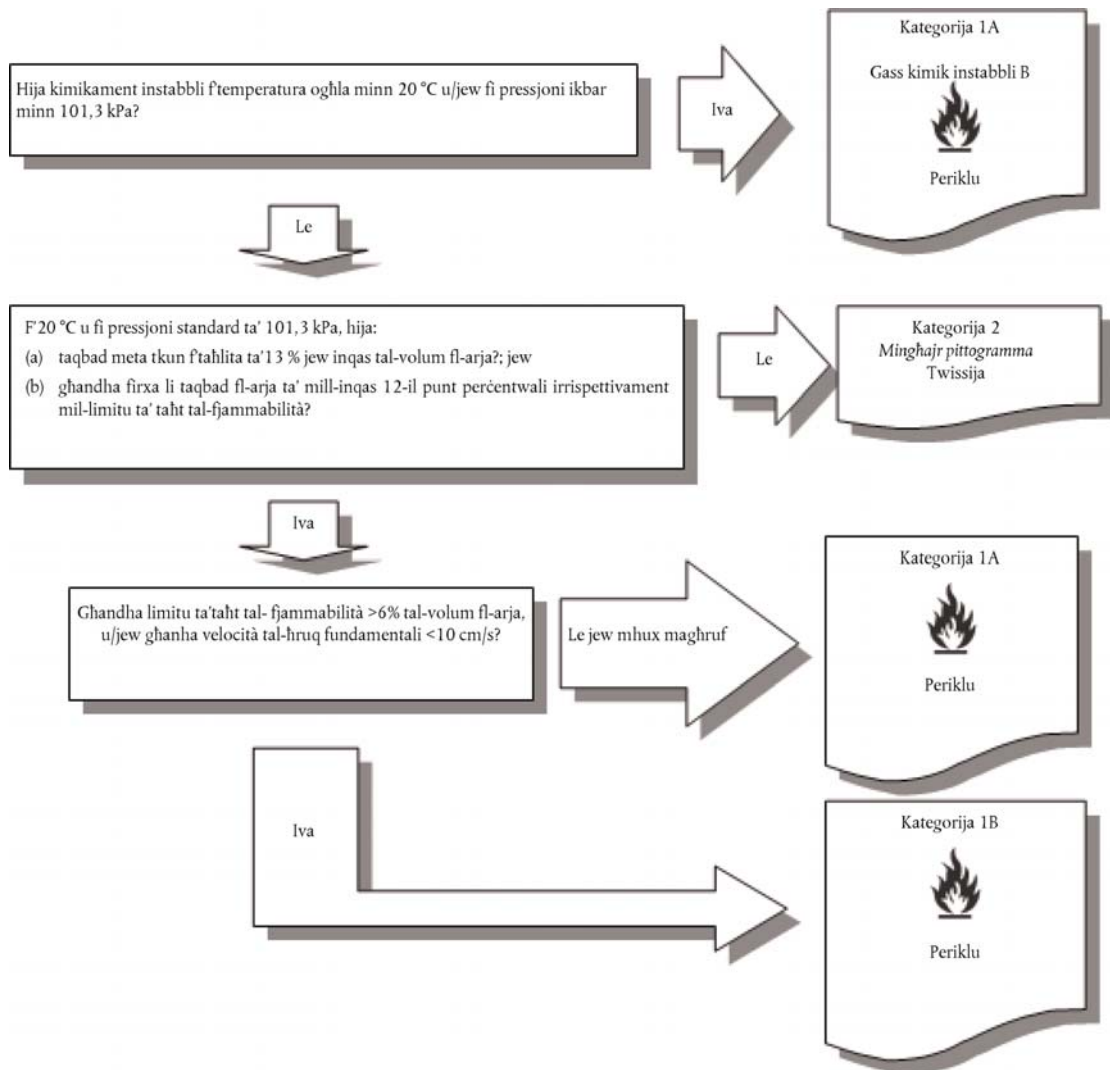 Kategorija 1A
Gass kimik instabbli B
Periklu
Hija kimikament instabbli f'temperatura ogħla minn 20 °C u/jew fi pressjoni ikbar
minn 101,3 kPa?
Iva
Le
F'20 °C u fi pressjoni standard ta' 101,3 kPa, hija:
(a) taqbad meta tkun f'taħlita ta'13 % jew inqas tal-volum fl-arja?; jew
(b) għandha firxa li taqbad fl-arja ta' mill-inqas 12-il punt perċentwali irrispettivament
mil-limitu ta' taħt tal-fjammabilità?
Le
Kategorija 2
Mingħajr pittogramma
Twissija
Iva
Għandha limitu ta'taħt tal- fjammabilità >6% tal-volum fl-arja,
u/jew għanha velocità tal-ħruq fundamentali <10 cm/s?
Le jew mhux magħruf
Kategorija 1A
Periklu
Iva
Kategorija 1B
Periklu